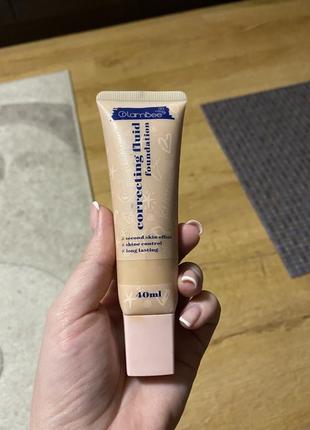 GlamBee
correcting fluid
foundation
# second skin effect
# shine control
# long lasting
40ml